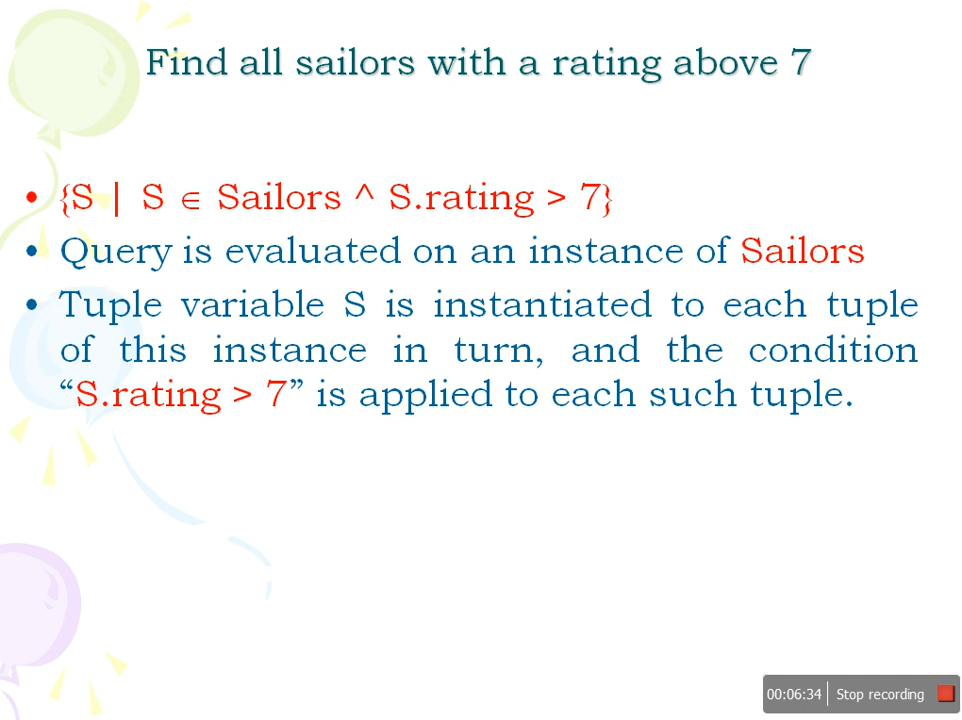 Find all sailors with a rating above 7
• {S | S ∈ Sailors ^ S.rating > 7}
• Query is evaluated on an instance of Sailors
• Tuple variable S is instantiated to each tuple
of this instance in turn, and the condition
“S.rating > 7” is applied to each such tuple.
00:06:34 | Stop recording